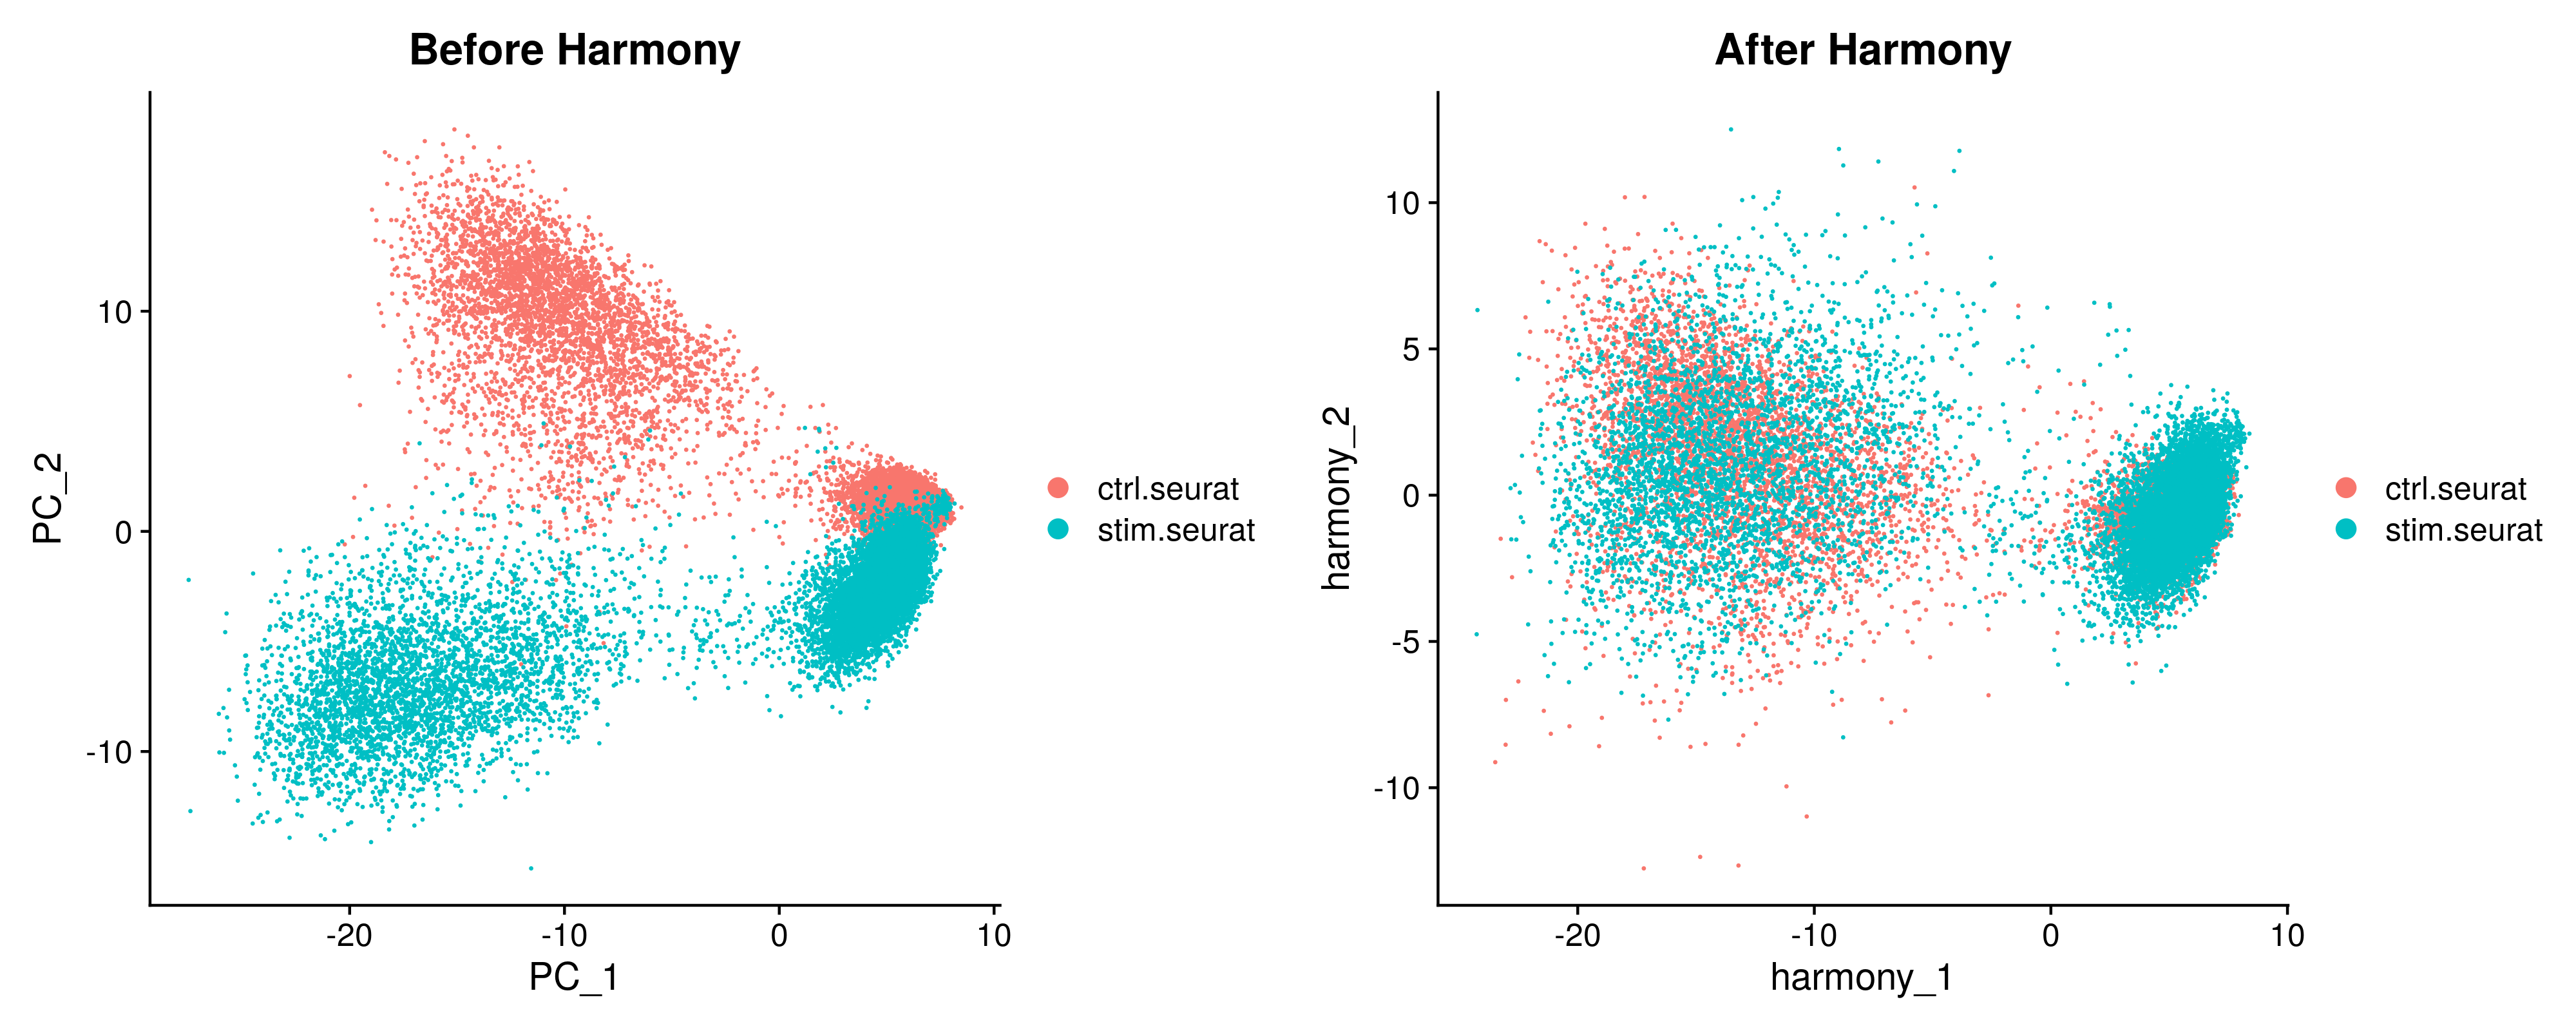 Before Harmony
PC_2
10
0
-10
-20
-10
0
10
PC_1
ctrl.seurat
stim.seurat
After Harmony
harmony_2
10
5
0
-5
-10
-20
-10
0
10
harmony_1
ctrl.seurat
stim.seurat